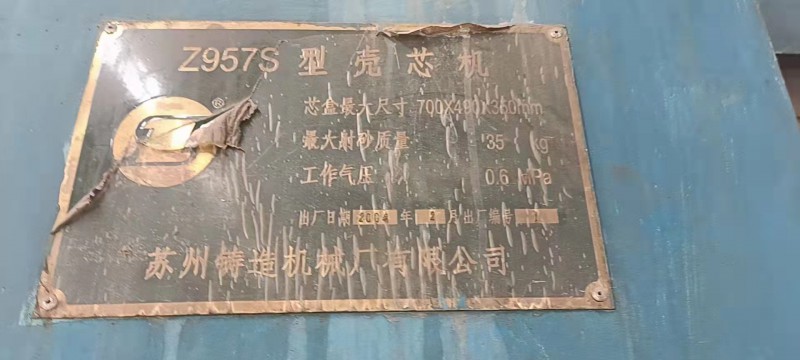 Z957S 型壳芯机
®
芯盒最大尺寸 700X490X360mm
最大射砂质量 35 kg
工作气压 0.6 MPa
出厂日期 2004 年 2 月 出厂编号
苏州铸造机械厂有限公司